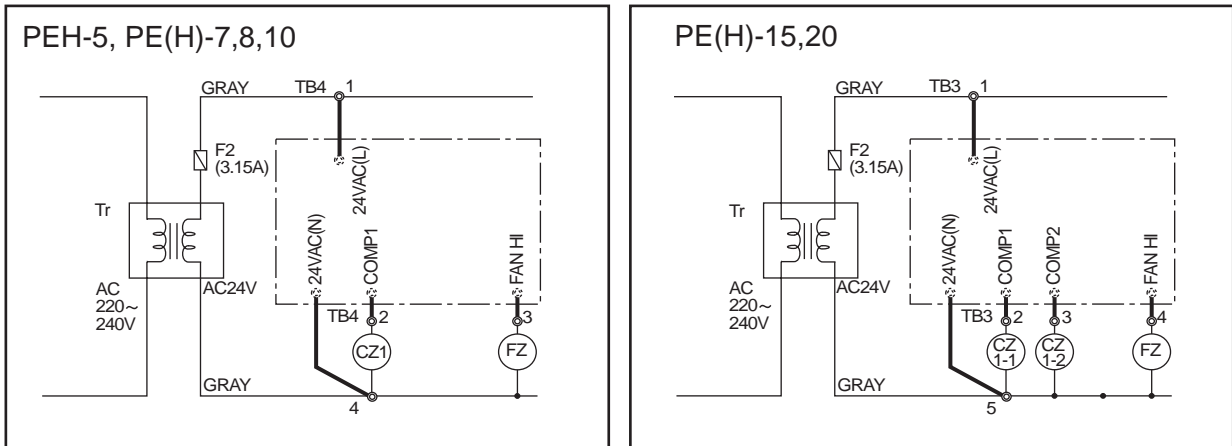 PEH-5, PE(H)-7,8,10
GRAY
TB4
1
F2
(3.15A)
24VAC(L)
Tr
24VAC(N)
COMP1
FAN HI
AC
220~
240V
AC24V
TB4
2
3
CZ1
FZ
GRAY
4
PE(H)-15,20
GRAY
TB3
1
F2
(3.15A)
24VAC(L)
Tr
24VAC(N)
COMP1
COMP2
FAN HI
AC
220~
240V
AC24V
TB3
2
3
4
CZ
1-1
CZ
1-2
FZ
GRAY
5